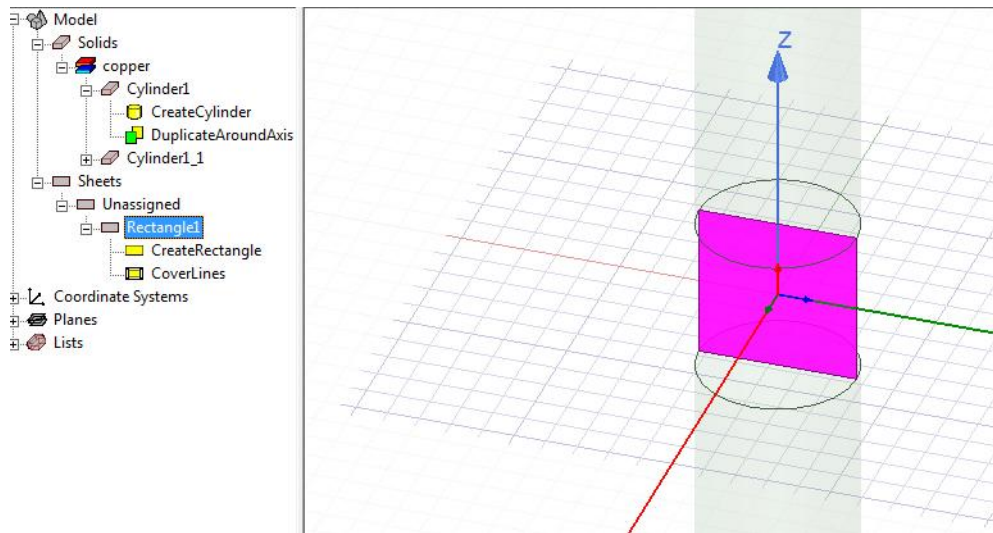 Model
Solids
copper
Cylinder1
CreateCylinder
DuplicateAroundAxis
Cylinder1_1
Sheets
Unassigned
Rectangle1
CreateRectangle
CoverLines
Coordinate Systems
Planes
Lists
Z